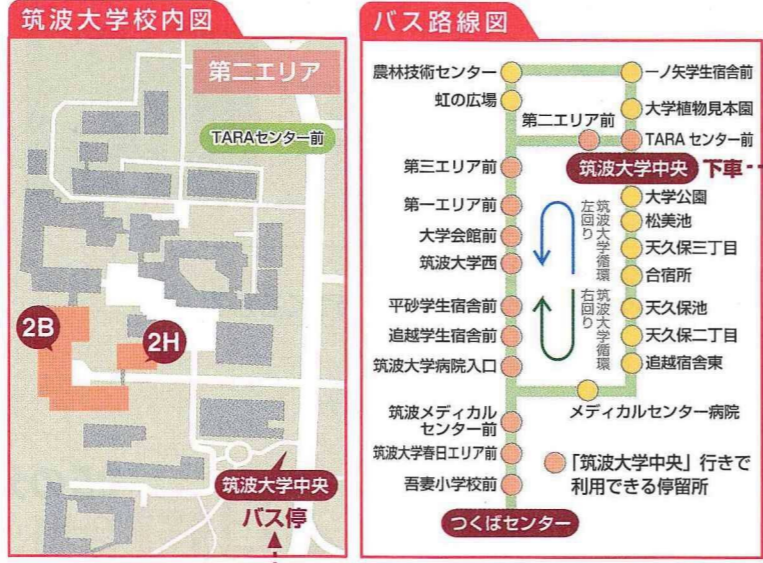 筑波大学校内図
第二エリア
TARAセンター前
2B
2H
筑波大学中央
バス停
バス路線図
農林技術センター
虹の広場
第二エリア前
一ノ矢学生宿舎前
大学植物見本園
TARA センター前
筑波大学中央 下車
第三エリア前
第一エリア前
大学会館前
筑波大学西
平砂学生宿舎前
追越学生宿舎前
筑波大学病院入口
筑波大学循環
左回り
筑波大学循環
右回り
大学公園
松美池
天久保三丁目
合宿所
天久保池
天久保二丁目
追越宿舎東
メディカルセンター病院
筑波メディカル
センター前
筑波大学春日エリア前
吾妻小学校前
つくばセンター
「筑波大学中央」行きで
利用できる停留所